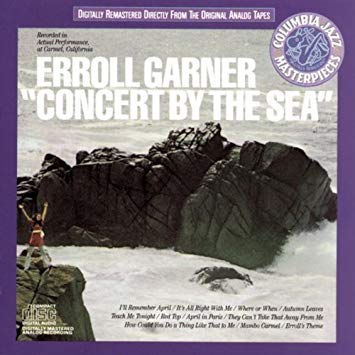 DIGITALLY REMASTERED DIRECTLY FROM THE ORIGINAL ANALOG TAPES
COLUMBIA JAZZ
MASTERPIECES
Recorded in
Actual Performance,
at Carmel, California
ERROLL GARNER
"CONCERT BY THE SEA"
I'll Remember April / It's All Right With Me / Where or When / Autumn Leaves
Teach Me Tonight / Red Top / April in Paris / They Can't Take That Away From Me
How Could You Do a Thing Like That to Me / Mambo Carmel / Erroll's Theme
COMPACT
disc
DIGITAL AUDIO
DIGITALLY MASTERED
ANALOG RECORDING